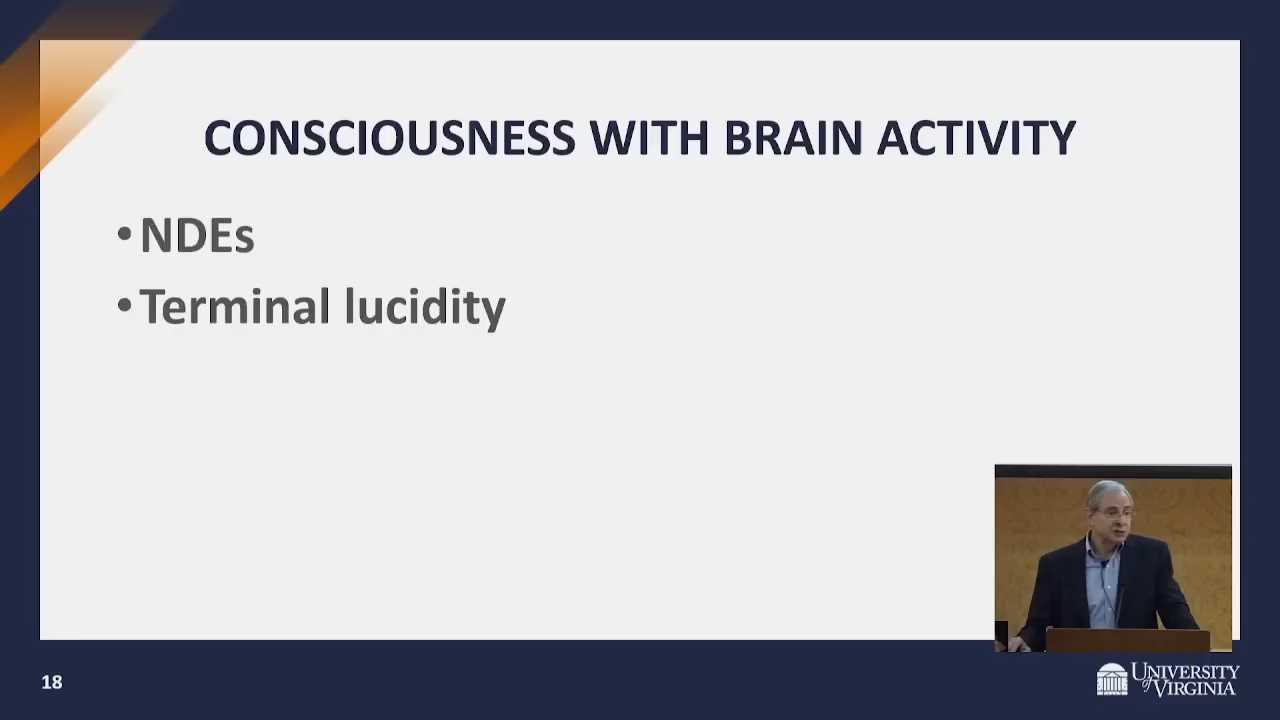 CONSCIOUSNESS WITH BRAIN ACTIVITY
• NDEs
• Terminal lucidity
18
UNIVERSITY
of VIRGINIA